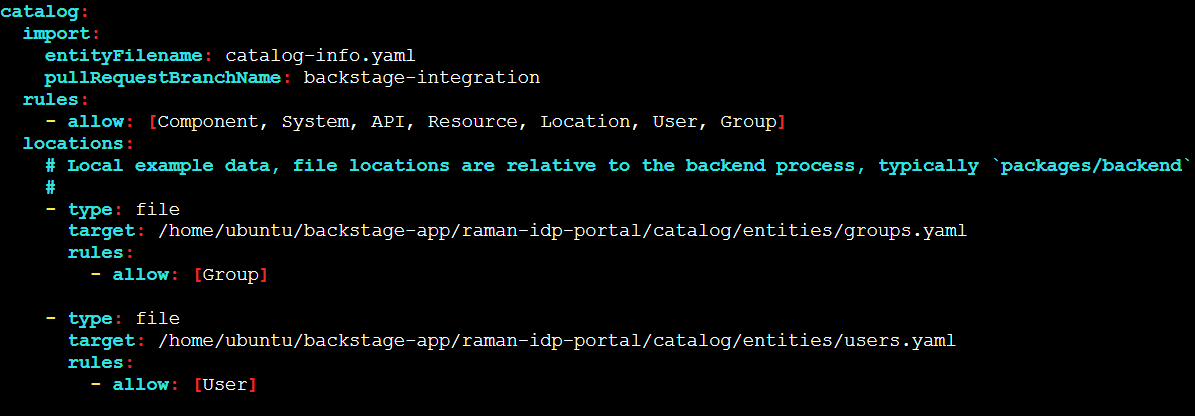 catalog:
  import:
    entityFilename: catalog-info.yaml
    pullRequestBranchName: backstage-integration
  rules:
    - allow: [Component, System, API, Resource, Location, User, Group]
  locations:
    # Local example data, file locations are relative to the backend process, typically `packages/backend`
    #
    - type: file
      target: /home/ubuntu/backstage-app/raman-idp-portal/catalog/entities/groups.yaml
      rules:
        - allow: [Group]

    - type: file
      target: /home/ubuntu/backstage-app/raman-idp-portal/catalog/entities/users.yaml
      rules:
        - allow: [User]